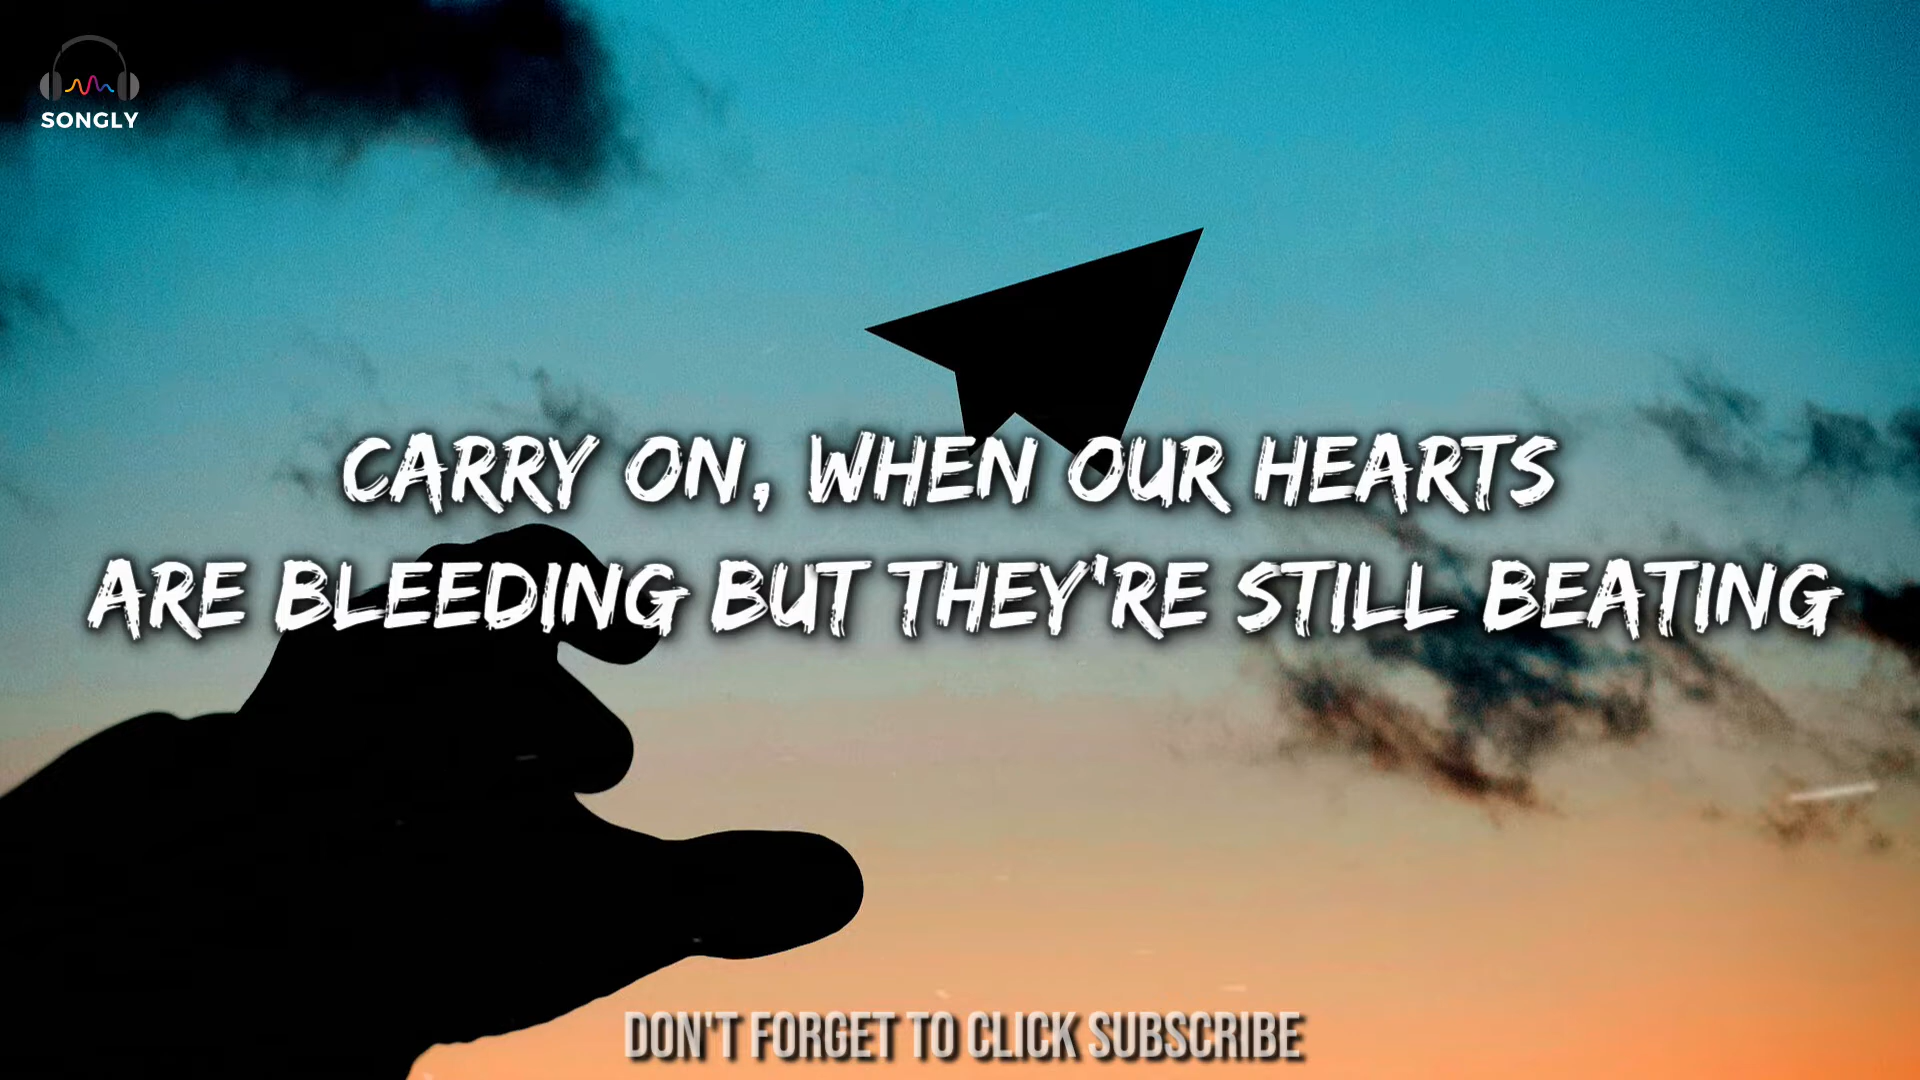 SONGLY
CARRY ON, WHEN OUR HEARTS
ARE BLEEDING BUT THEY'RE STILL BEATING
DON'T FORGET TO CLICK SUBSCRIBE